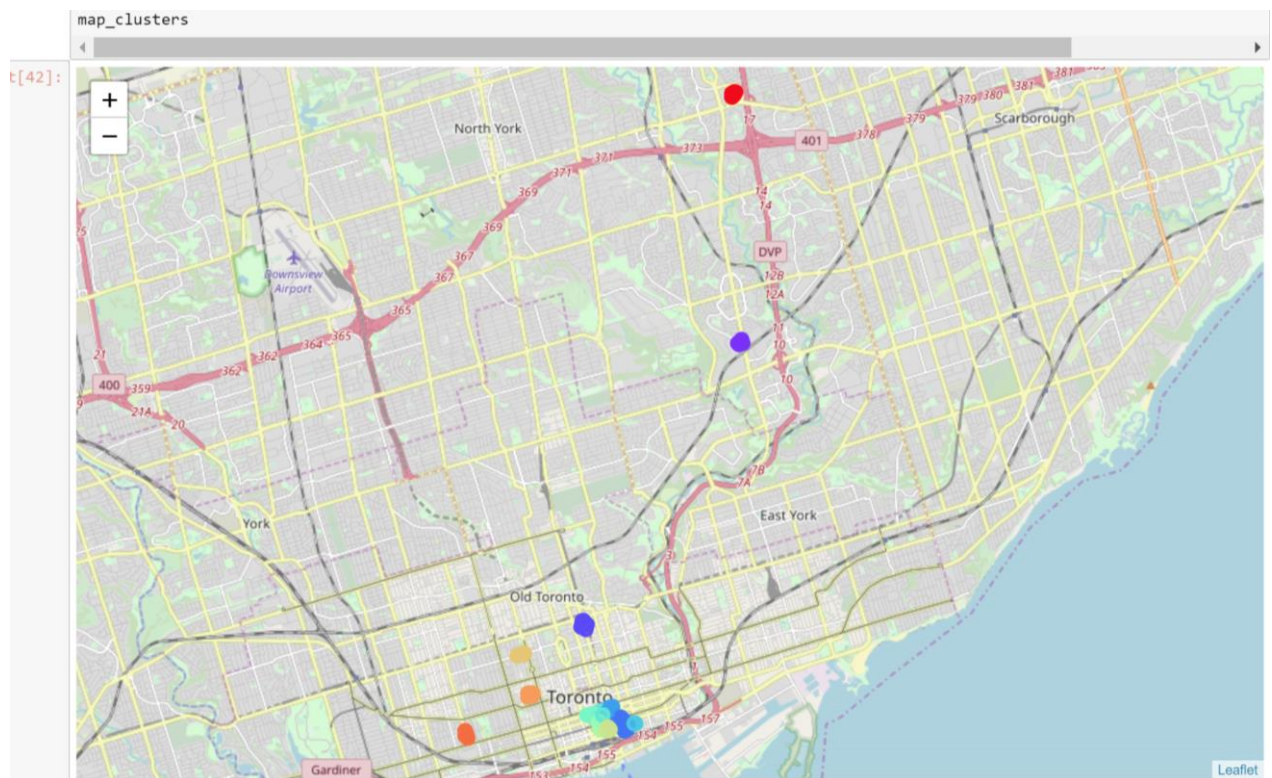 map_clusters
t[42]:
+
−
381
381
380
379
379
378
401
17
373
371
371
369
369
367
367
365
365
364
362
362
359
400
21
21A
20
North York
Scarborough
14
14
DVP
12B
12A
11
10
10
Downsview
Airport
7B
7A
East York
York
3
Old Toronto
1
Toronto
157
155
154
155
154
153
Gardiner
Leaflet